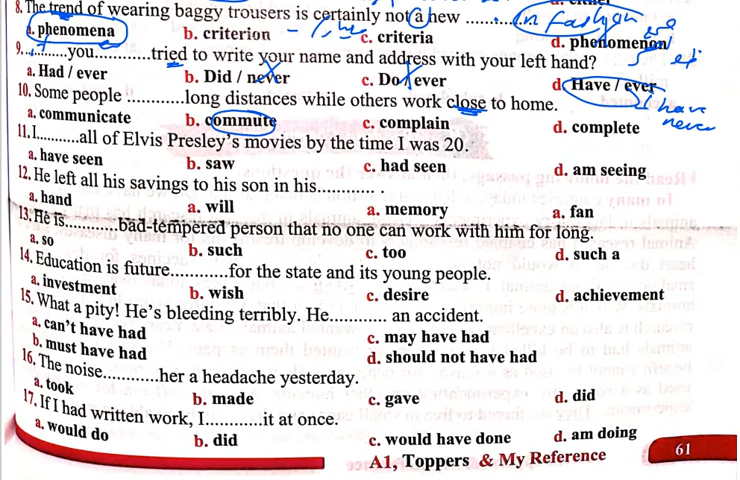 8. The trend of wearing baggy trousers is certainly not a hew ........ in Fashyon
a. phenomena b. criterion c. criteria d. phenomenon
9. ........you............tried to write your name and address with your left hand?
a. Had / ever b. Did / never c. Do / ever d. Have / ever
10. Some people ............long distances while others work close to home. I have
a. communicate b. commute c. complain d. complete never
11. I..........all of Elvis Presley's movies by the time I was 20.
a. have seen b. saw c. had seen d. am seeing
12. He left all his savings to his son in his............ .
a. hand a. will a. memory a. fan
13. He is...........bad-tempered person that no one can work with him for long.
a. so b. such c. too d. such a
14. Education is future............for the state and its young people.
a. investment b. wish c. desire d. achievement
15. What a pity! He's bleeding terribly. He........... an accident.
a. can't have had c. may have had
b. must have had d. should not have had
16. The noise............her a headache yesterday.
a. took b. made c. gave d. did
17. If I had written work, I............it at once.
a. would do b. did c. would have done d. am doing
A1, Toppers & My Reference 61